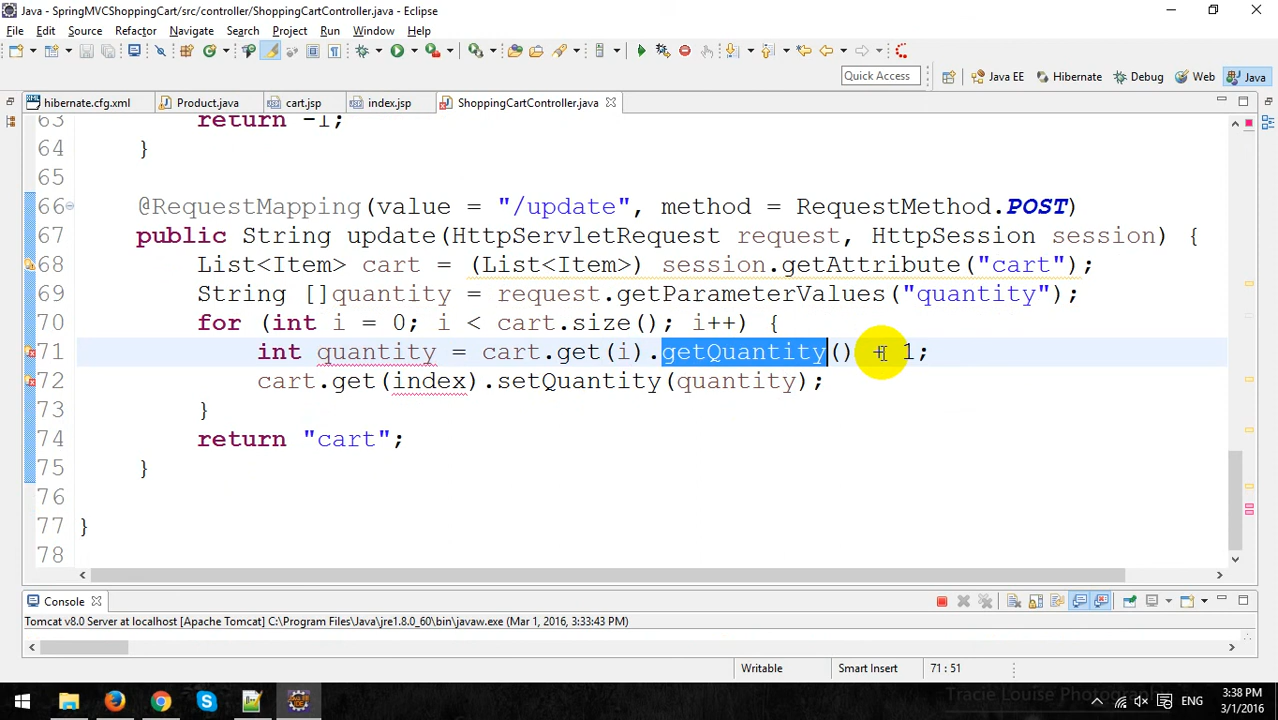 Java - SpringMVCShoppingCart/src/controller/ShoppingCartController.java - Eclipse
File Edit Source Refactor Navigate Search Project Run Window Help
Quick Access Java EE Hibernate Debug Web Java
hibernate.cfg.xml Product.java cart.jsp index.jsp ShoppingCartController.java
63 return -1;
64 }
65
66 @RequestMapping(value = "/update", method = RequestMethod.POST)
67 public String update(HttpServletRequest request, HttpSession session) {
68 List<Item> cart = (List<Item>) session.getAttribute("cart");
69 String []quantity = request.getParameterValues("quantity");
70 for (int i = 0; i < cart.size(); i++) {
71 int quantity = cart.get(i).getQuantity() + 1;
72 cart.get(index).setQuantity(quantity);
73 }
74 return "cart";
75 }
76
77 }
78
Console
Tomcat v8.0 Server at localhost [Apache Tomcat] C:\Program Files\Java\jre1.8.0_60\bin\javaw.exe (Mar 1, 2016, 3:33:43 PM)
Writable Smart Insert 71 : 51
Tracie Louise Photography
ENG 3:38 PM
3/1/2016